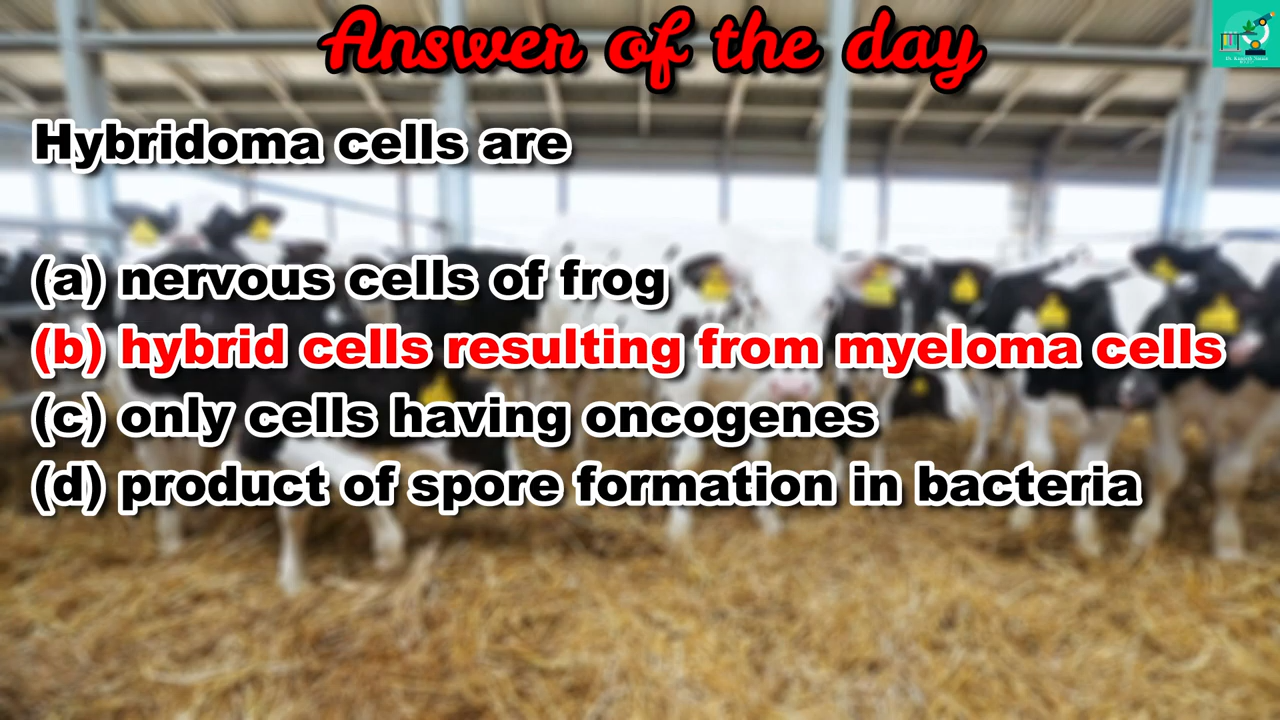 Answer of the day
Hybridoma cells are
(a) nervous cells of frog
(b) hybrid cells resulting from myeloma cells
(c) only cells having oncogenes
(d) product of spore formation in bacteria